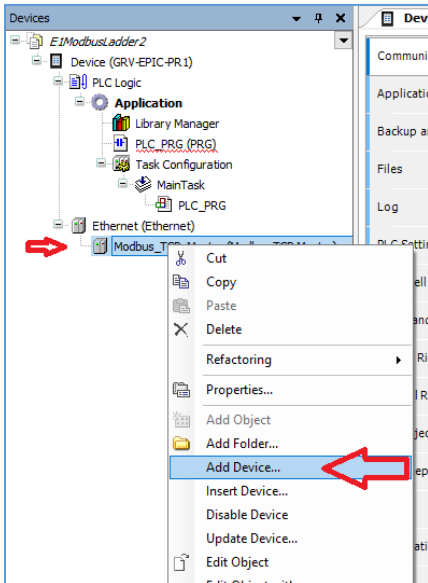 Devices
E1ModbusLadder2
Device (GRV-EPIC-PR1)
PLC Logic
Application
Library Manager
PLC_PRG (PRG)
Task Configuration
MainTask
PLC_PRG
Ethernet (Ethernet)
Cut
Copy
Paste
Delete
Refactoring
Properties...
Add Object
Add Folder...
Add Device...
Insert Device...
Disable Device
Update Device...
Edit Object
Dev
Communi
Applicati
Backup a
Files
Log